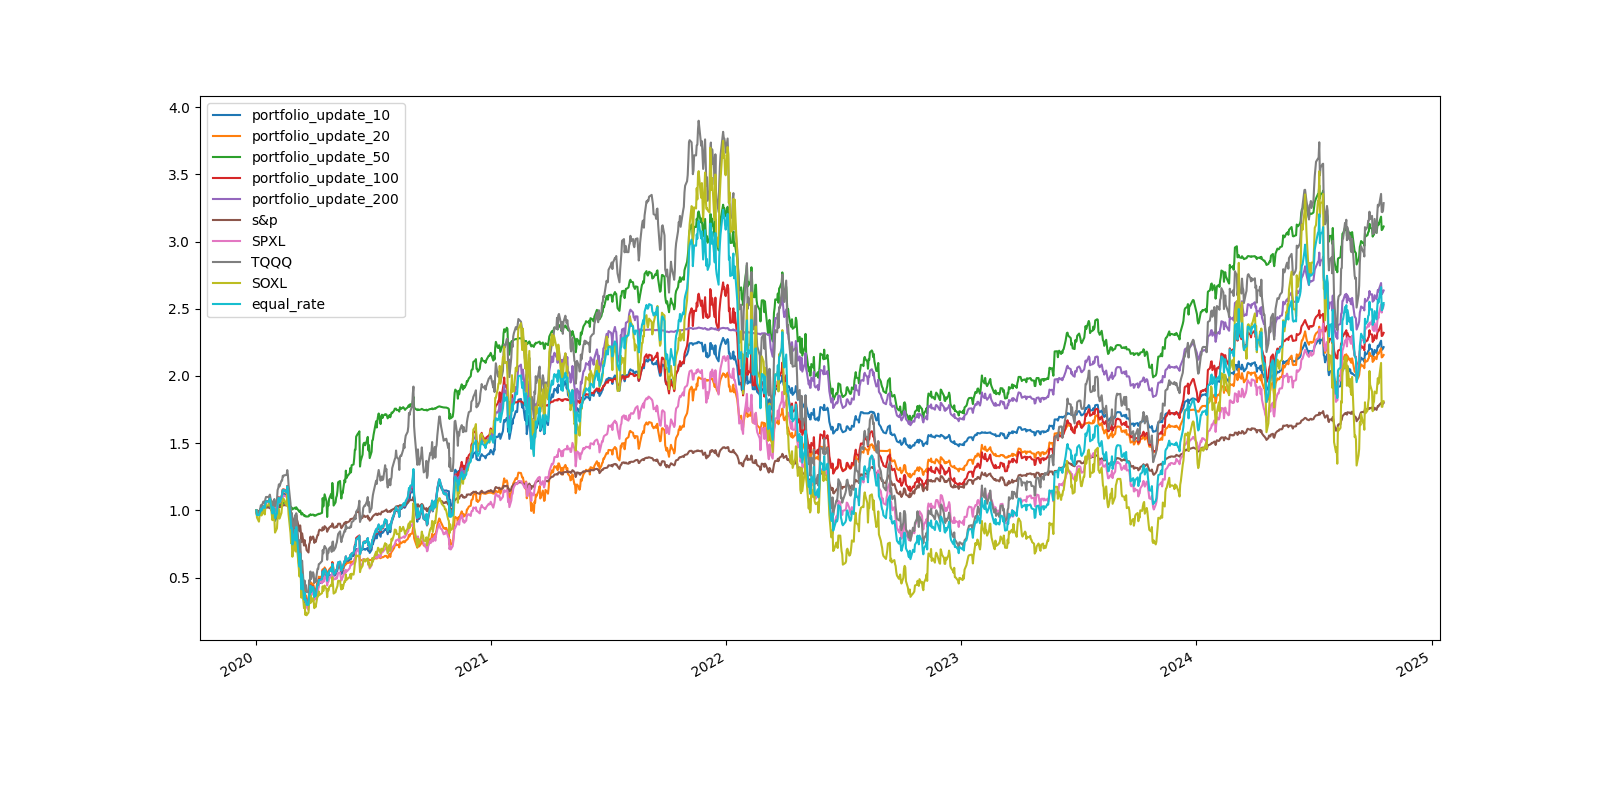 4.0
3.5
3.0
2.5
2.0
1.5
1.0
0.5
portfolio_update_10
portfolio_update_20
portfolio_update_50
portfolio_update_100
portfolio_update_200
s&p
SPXL
TQQQ
SOXL
equal_rate
2020
2021
2022
2023
2024
2025